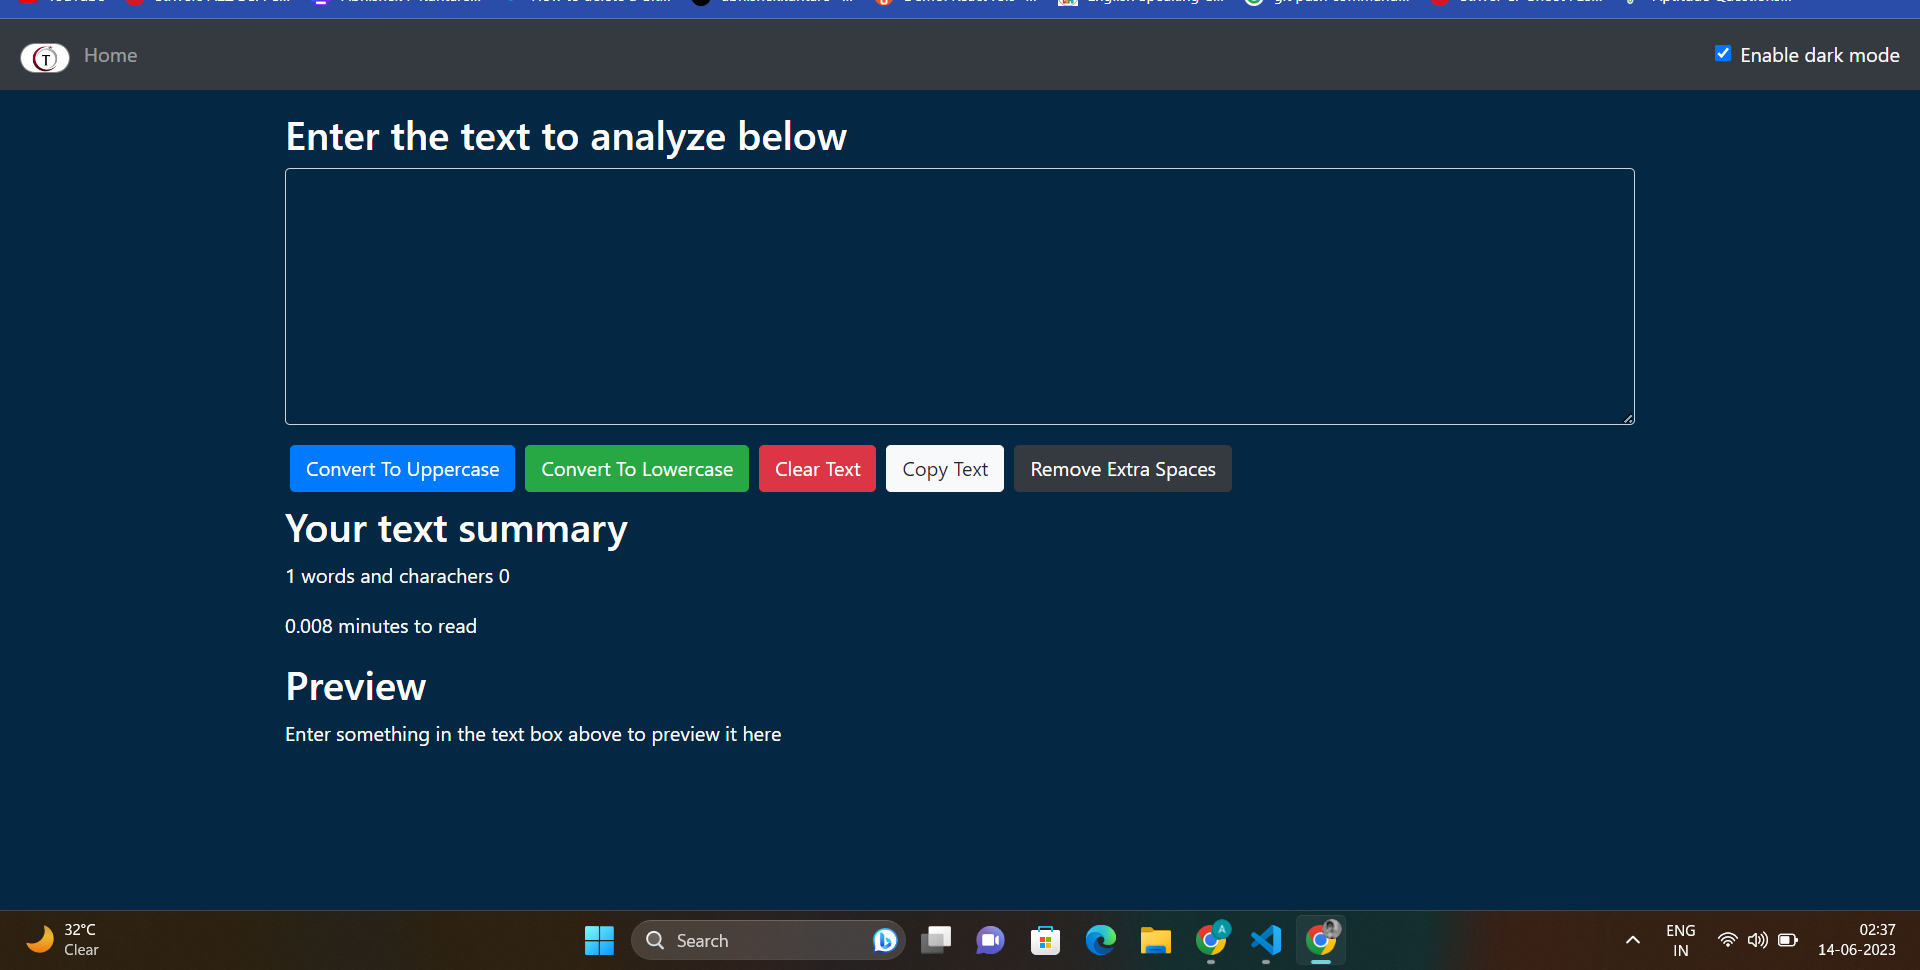 Home
Enable dark mode
Enter the text to analyze below
Convert To Uppercase
Convert To Lowercase
Clear Text
Copy Text
Remove Extra Spaces
Your text summary
1 words and charachers 0
0.008 minutes to read
Preview
Enter something in the text box above to preview it here
32°C
Clear
Search
ENG
IN
02:37
14-06-2023